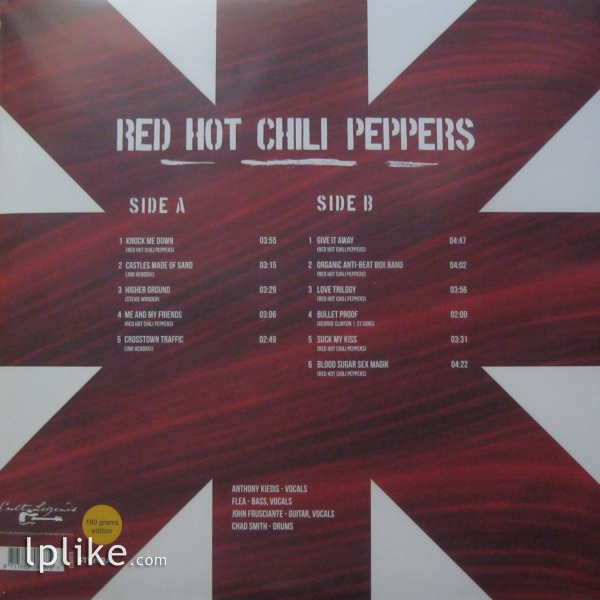 RED HOT CHILI PEPPERS
SIDE A
1 KNOCK ME DOWN 03:55
(RED HOT CHILI PEPPERS)
2 CASTLES MADE OF SAND 03:15
(JIMI HENDRIX)
3 HIGHER GROUND 03:29
(STEVIE WONDER)
4 ME AND MY FRIENDS 03:06
(RED HOT CHILI PEPPERS)
5 CROSSTOWN TRAFFIC 02:49
(JIMI HENDRIX)
SIDE B
1 GIVE IT AWAY 04:47
(RED HOT CHILI PEPPERS)
2 ORGANIC ANTI-BEAT BOX BAND 04:02
(RED HOT CHILI PEPPERS)
3 LOVE TRILOGY 03:56
(RED HOT CHILI PEPPERS)
4 BULLET PROOF 02:09
(GEORGE CLINTON
5 SUCK MY KISS 03:31
(RED HOT CHILI PEPPERS)
6 BLOOD SUGAR SEX MAGIK 04:22
(RED HOT CHILI PEPPERS)
ANTHONY KIEDIS - VOCALS
FLEA - BASS, VOCALS
JOHN FRUSCIANTE - GUITAR, VOCALS
CHAD SMITH - DRUMS
Cult Legends
180 grams
edition
lplike.com